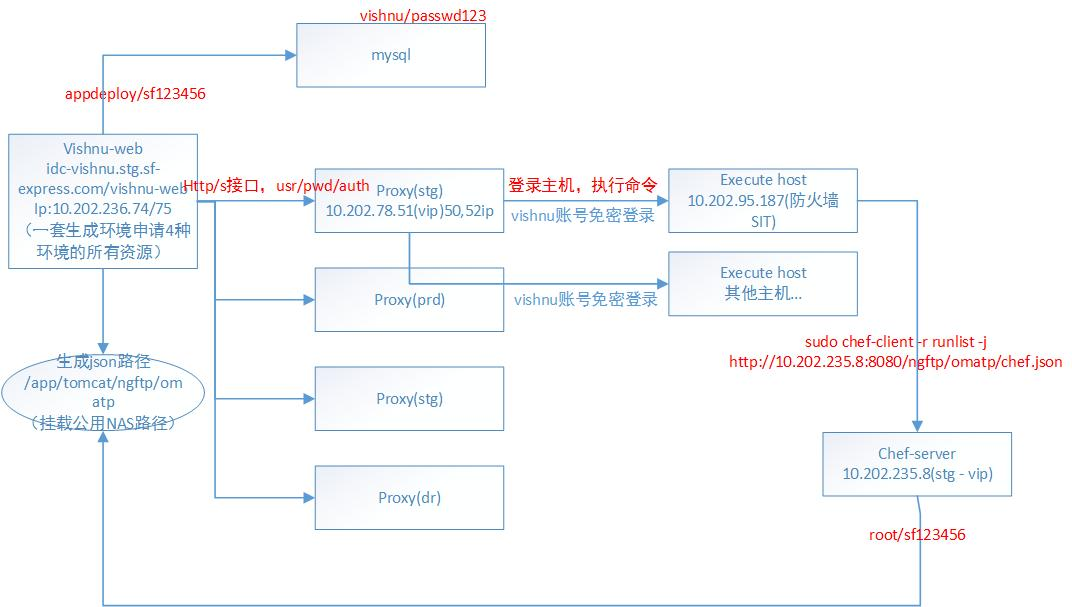 vishnu/passwd123
mysql
appdeploy/sf123456
Vishnu-web
idc-vishnu.stg.sf-
express.com/vishnu-web
Ip:10.202.236.74/75
（一套生成环境申请4种
环境的所有资源）
Http/s接口，usr/pwd/auth
Proxy(stg)
10.202.78.51(vip)50,52ip
登录主机，执行命令
vishnu账号免密登录
Execute host
10.202.95.187(防火墙
SIT)
Proxy(prd)
vishnu账号免密登录
Execute host
其他主机...
sudo chef-client -r runlist -j
http://10.202.235.8:8080/ngftp/omatp/chef.json
生成json路径
/app/tomcat/ngftp/om
atp
（挂载公用NAS路径）
Proxy(stg)
Chef-server
10.202.235.8(stg - vip)
Proxy(dr)
root/sf123456